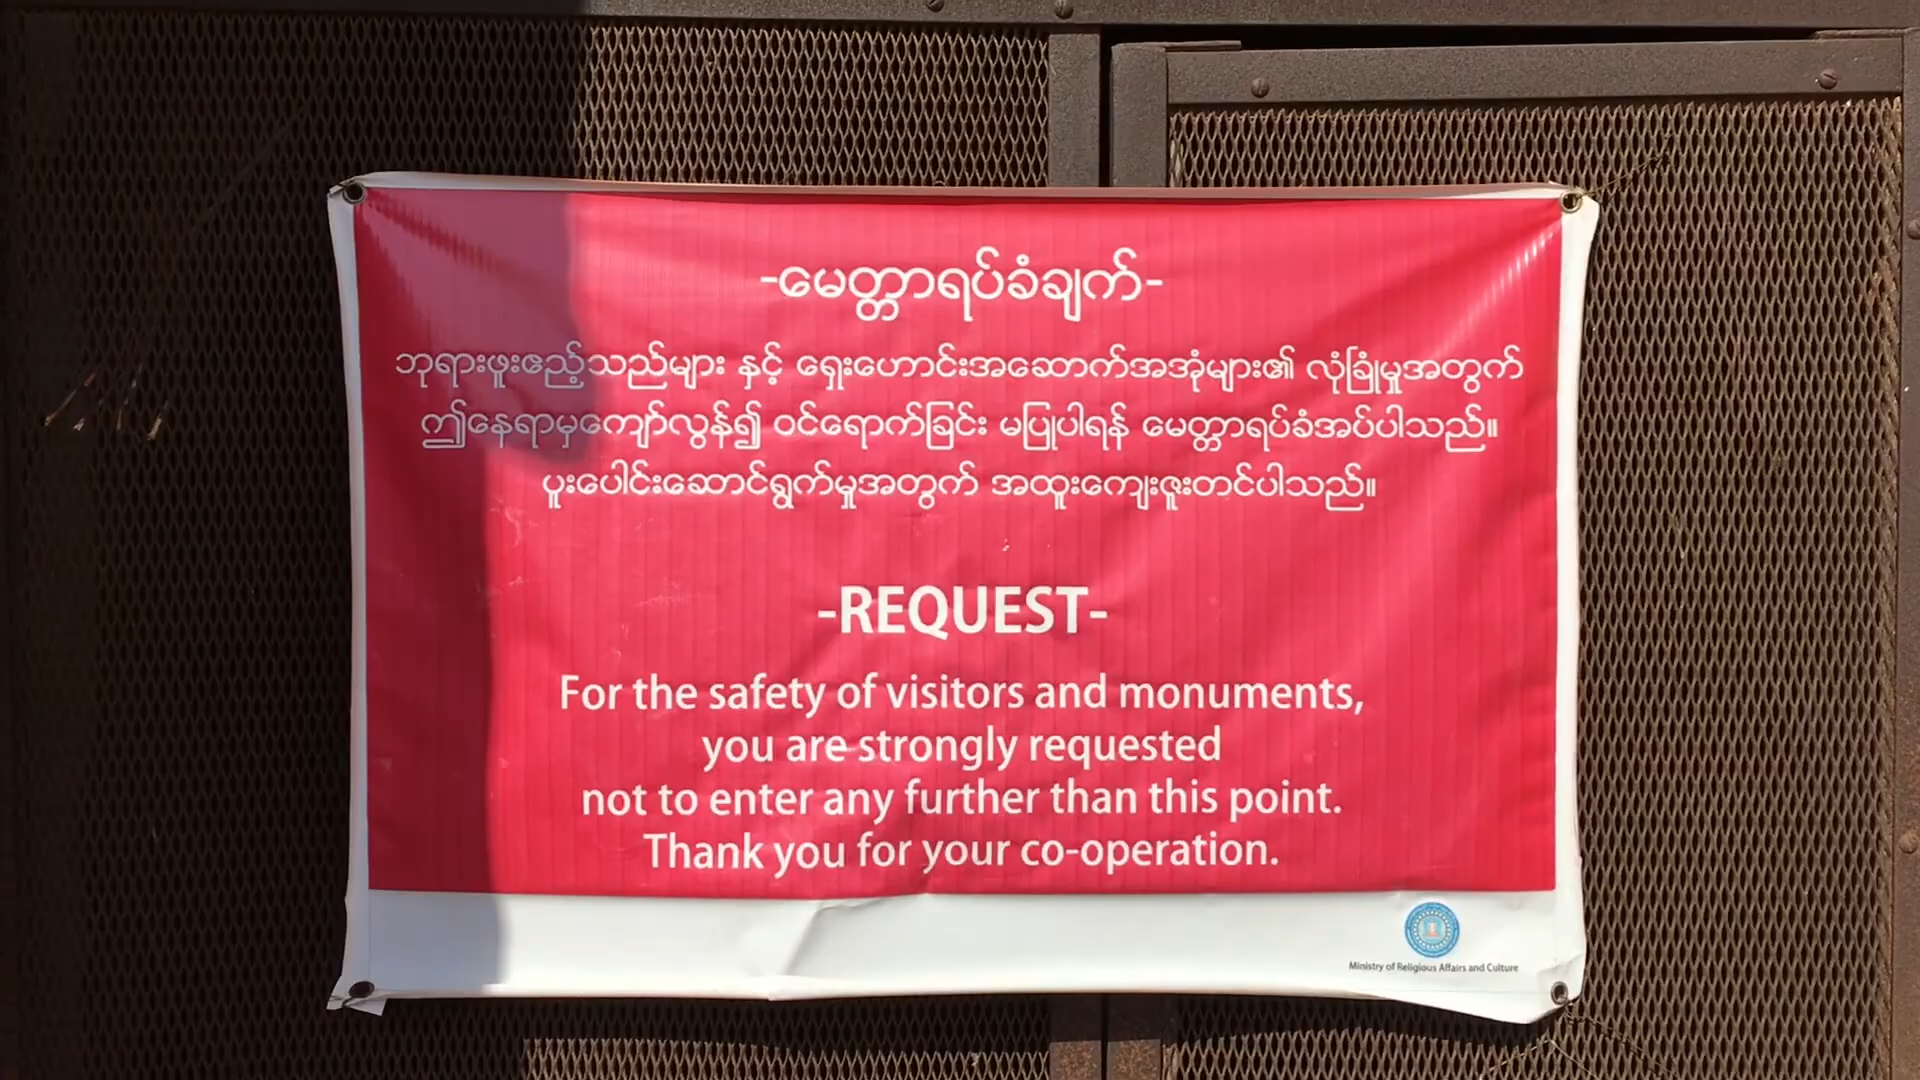 -မေတ္တာရပ်ခံချက်-
ဘုရားဖူးဧည့်သည်များ နှင့် ရှေးဟောင်းအဆောက်အအုံများ၏ လုံခြုံမှုအတွက်
ဤနေရာမှကျော်လွန်၍ ဝင်ရောက်ခြင်း မပြုပါရန် မေတ္တာရပ်ခံအပ်ပါသည်။
ပူးပေါင်းဆောင်ရွက်မှုအတွက် အထူးကျေးဇူးတင်ပါသည်။
-REQUEST-
For the safety of visitors and monuments,
you are strongly requested
not to enter any further than this point.
Thank you for your co-operation.
Ministry of Religious Affairs and Culture